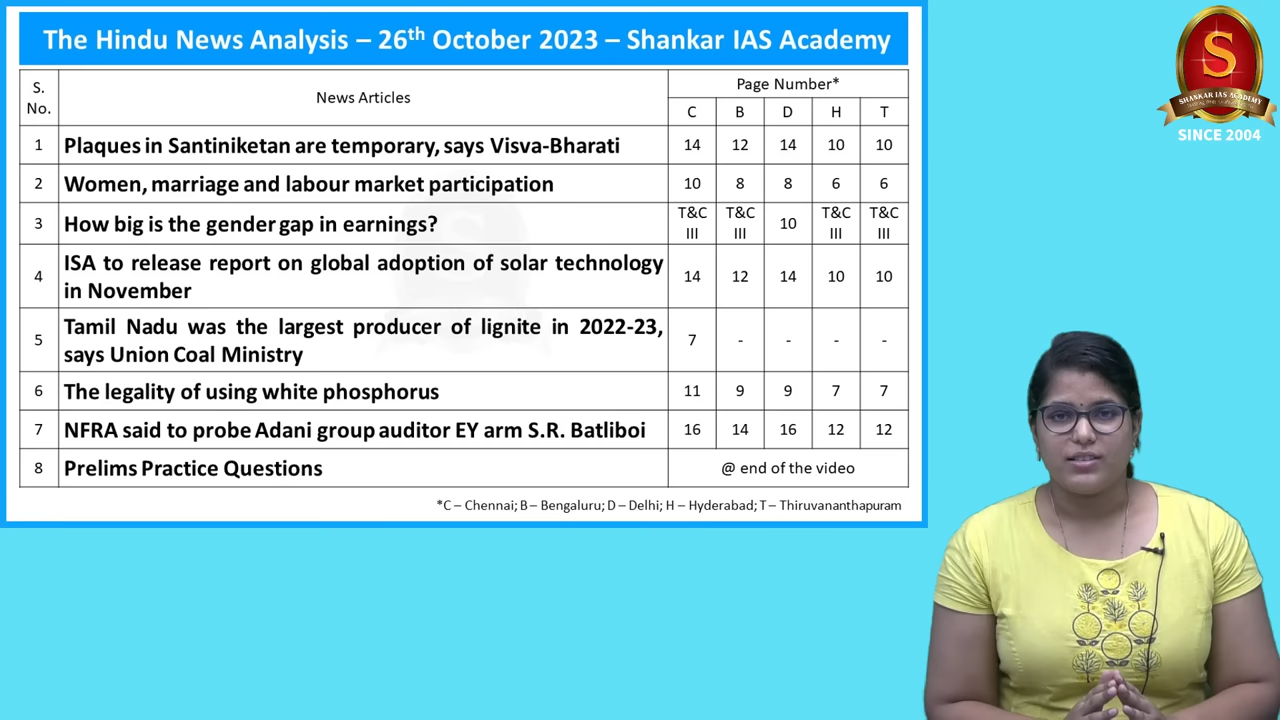 The Hindu News Analysis – 26th October 2023 – Shankar IAS Academy
S. No. News Articles Page Number*
C B D H T
1 Plaques in Santiniketan are temporary, says Visva-Bharati 14 12 14 10 10
2 Women, marriage and labour market participation 10 8 8 6 6
3 How big is the gender gap in earnings? T&C III T&C III 10 T&C III T&C III
4 ISA to release report on global adoption of solar technology
in November 14 12 14 10 10
5 Tamil Nadu was the largest producer of lignite in 2022-23,
says Union Coal Ministry 7 - - - -
6 The legality of using white phosphorus 11 9 9 7 7
7 NFRA said to probe Adani group auditor EY arm S.R. Batliboi 16 14 16 12 12
8 Prelims Practice Questions @ end of the video
*C – Chennai; B – Bengaluru; D – Delhi; H – Hyderabad; T – Thiruvananthapuram
S
SHANKAR IAS ACADEMY
SINCE 2004